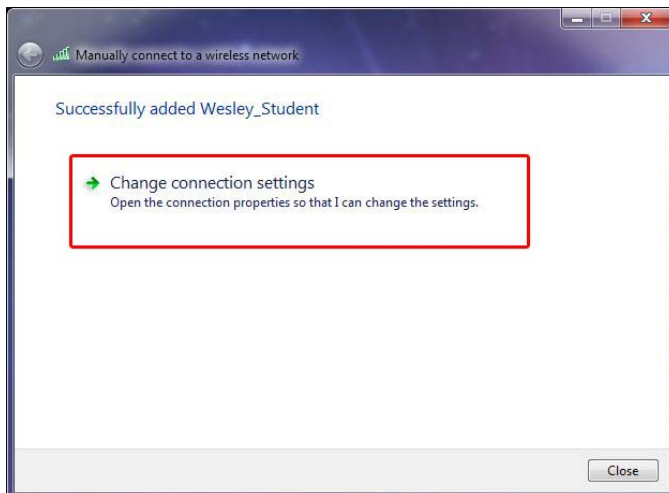 Manually connect to a wireless network
Successfully added Wesley_Student
Change connection settings
Open the connection properties so that I can change the settings.
Close